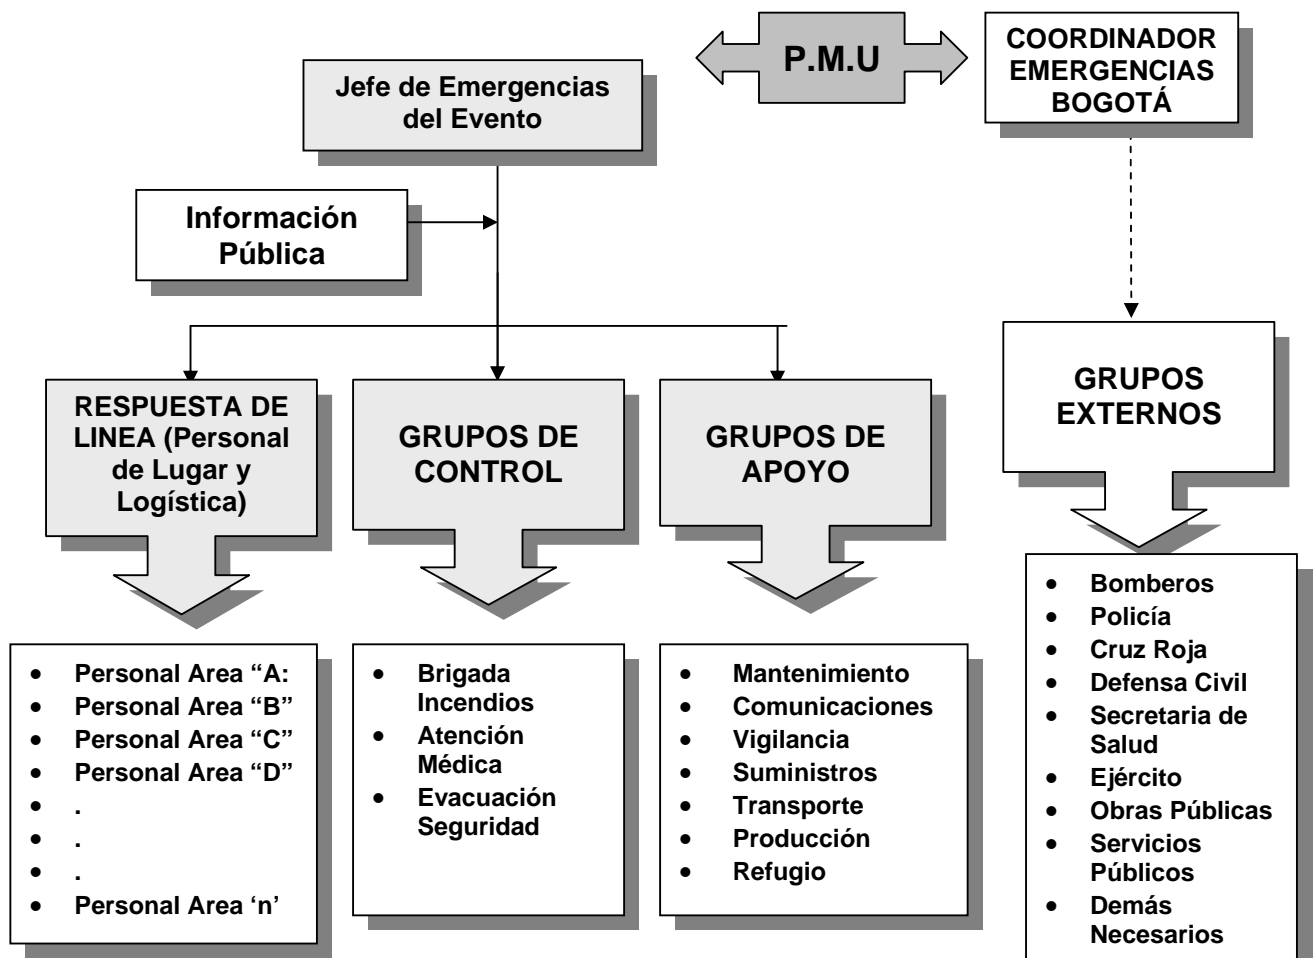 P.M.U
COORDINADOR
EMERGENCIAS
BOGOTÁ
Jefe de Emergencias
del Evento
Información
Pública
RESPUESTA DE
LINEA (Personal
de Lugar y
Logística)
GRUPOS DE
CONTROL
GRUPOS DE
APOYO
GRUPOS
EXTERNOS
• Personal Area “A:
• Personal Area “B”
• Personal Area “C”
• Personal Area “D”
• .
• .
• .
• Personal Area ‘n’
• Brigada
Incendios
• Atención
Médica
• Evacuación
Seguridad
• Mantenimiento
• Comunicaciones
• Vigilancia
• Suministros
• Transporte
• Producción
• Refugio
• Bomberos
• Policía
• Cruz Roja
• Defensa Civil
• Secretaria de
Salud
• Ejército
• Obras Públicas
• Servicios
Públicos
• Demás
Necesarios